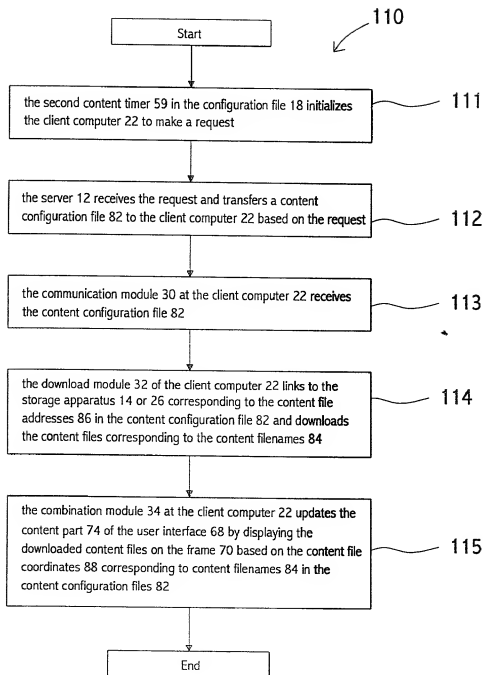 110
Start
the second content timer 59 in the configuration file 18 initializes
the client computer 22 to make a request
111
the server 12 receives the request and transfers a content
configuration file 82 to the client computer 22 based on the request
112
the communication module 30 at the client computer 22 receives
the content configuration file 82
113
the download module 32 of the client computer 22 links to the
storage apparatus 14 or 26 corresponding to the content file
addresses 86 in the content configuration file 82 and downloads
the content files corresponding to the content filenames 84
114
the combination module 34 at the client computer 22 updates the
content part 74 of the user interface 68 by displaying the
downloaded content files on the frame 70 based on the content file
coordinates 88 corresponding to content filenames 84 in the
content configuration files 82
115
End